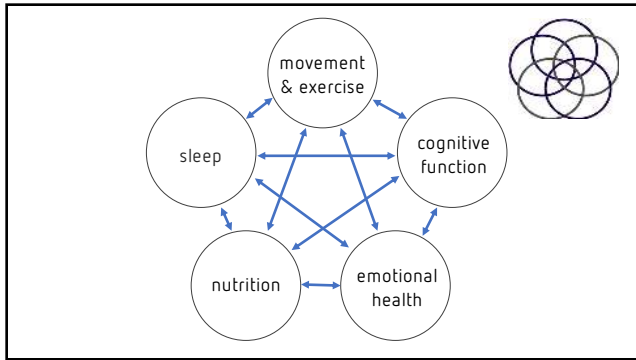 movement
& exercise
sleep
cognitive
function
nutrition
emotional
health